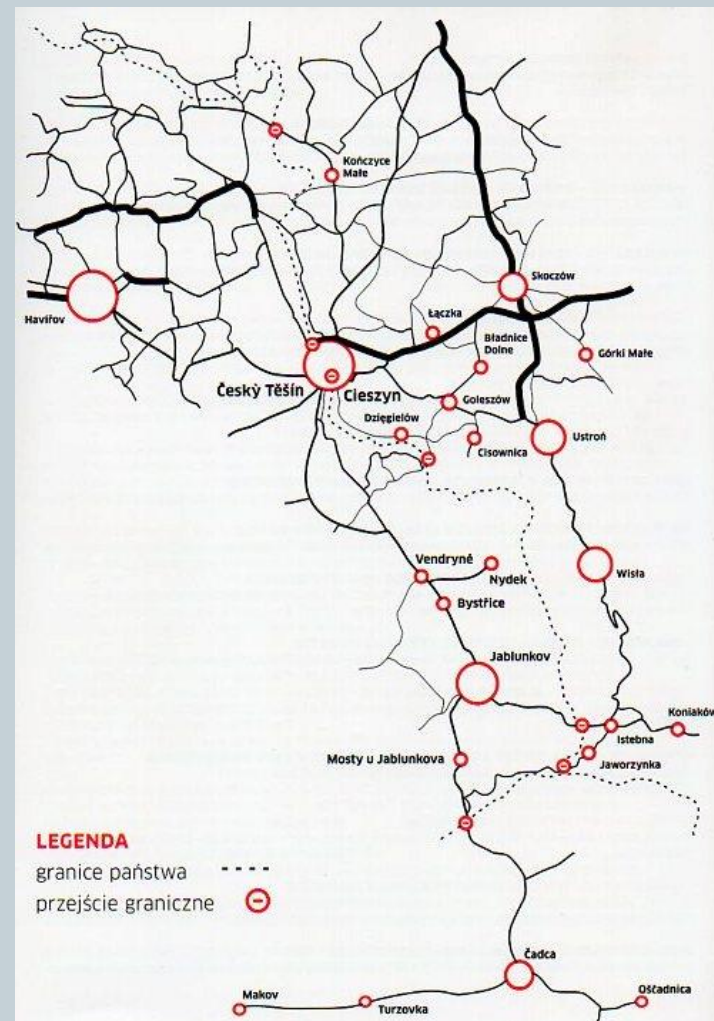 Kończyce
Małe
Skoczów
Havířov
Łączka
Bładnice
Dolne
Górki Małe
Český Těšín
Cieszyn
Goleszów
Dzięgielów
Cisownica
Ustroń
Vendryně
Nydek
Wisła
Bystřice
Jablunkov
Koniaków
Istebna
Mosty u Jablunkova
Jaworzynka
LEGENDA
granice państwa
przejście graniczne
Čadca
Makov
Turzovka
Oščadnica